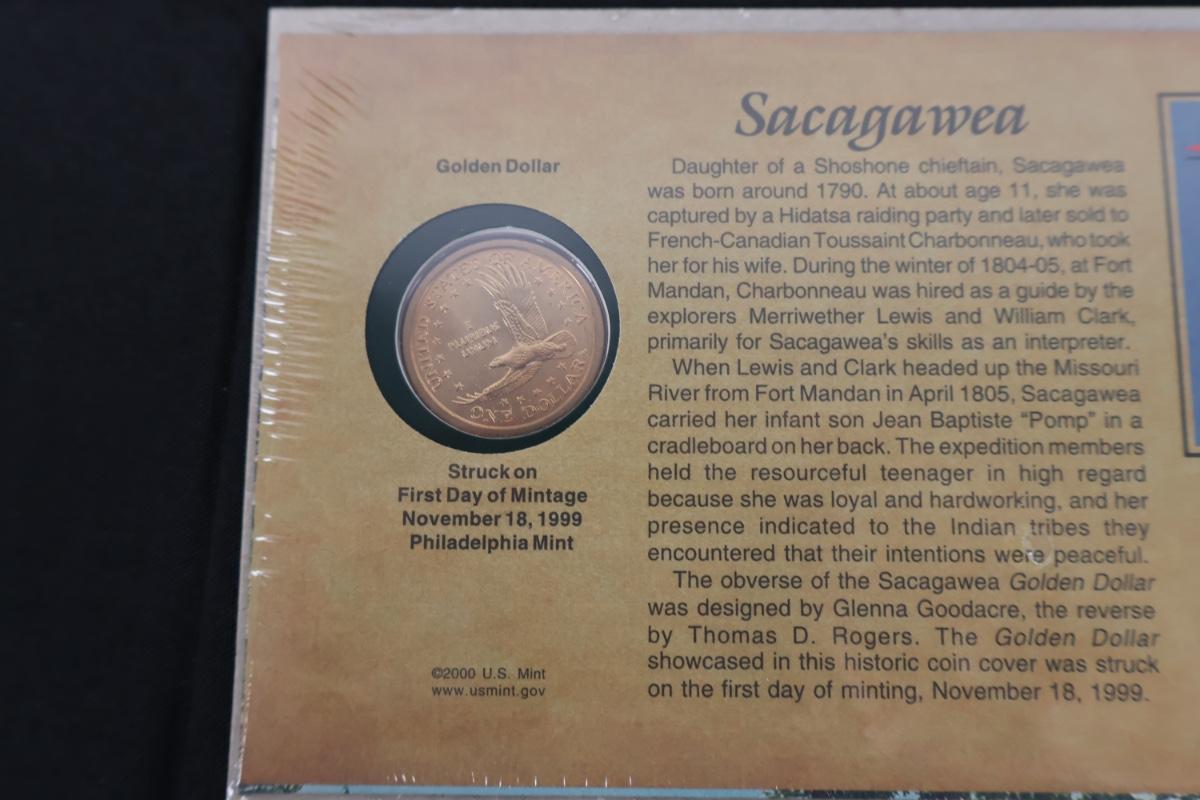 Sacagawea
Golden Dollar
UNITED STATES OF AMERICA
E
PLURIBUS
UNUM
ONE DOLLAR
Struck on
First Day of Mintage
November 18, 1999
Philadelphia Mint
©2000 U.S. Mint
www.usmint.gov
Daughter of a Shoshone chieftain, Sacagawea
was born around 1790. At about age 11, she was
captured by a Hidatsa raiding party and later sold to
French-Canadian Toussaint Charbonneau, who took
her for his wife. During the winter of 1804-05, at Fort
Mandan, Charbonneau was hired as a guide by the
explorers Merriwether Lewis and William Clark,
primarily for Sacagawea's skills as an interpreter.
When Lewis and Clark headed up the Missouri
River from Fort Mandan in April 1805, Sacagawea
carried her infant son Jean Baptiste “Pomp” in a
cradleboard on her back. The expedition members
held the resourceful teenager in high regard
because she was loyal and hardworking, and her
presence indicated to the Indian tribes they
encountered that their intentions were peaceful.
The obverse of the Sacagawea Golden Dollar
was designed by Glenna Goodacre, the reverse
by Thomas D. Rogers. The Golden Dollar
showcased in this historic coin cover was struck
on the first day of minting, November 18, 1999.